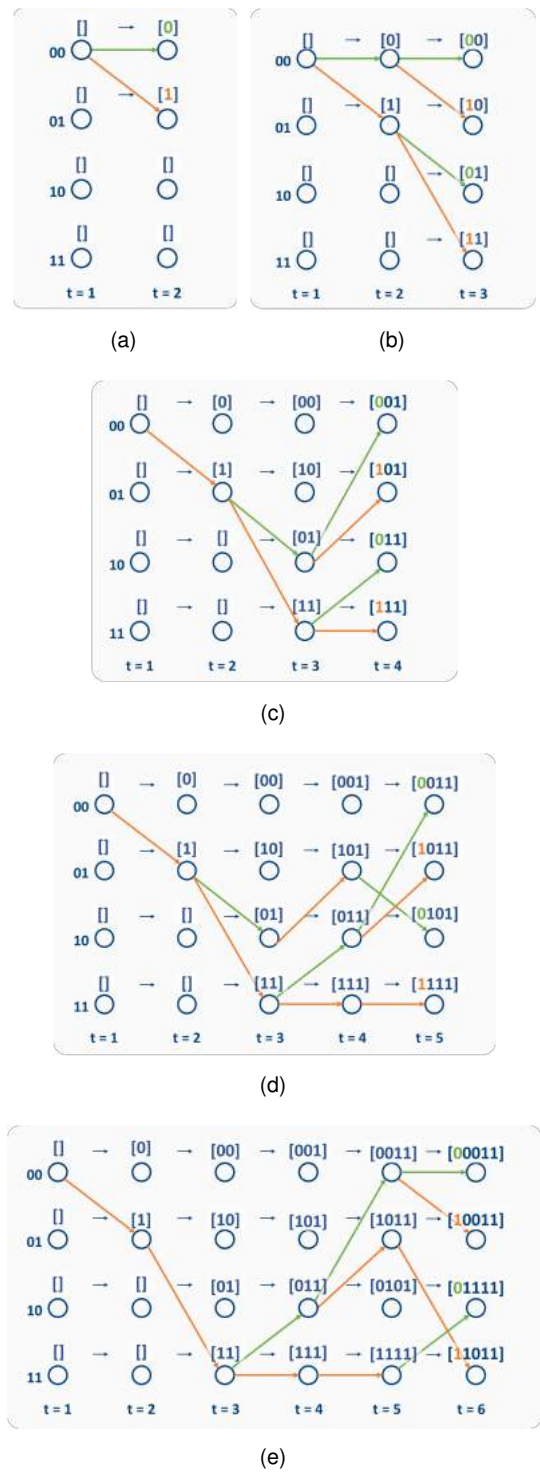 [] → [0]
00
[] → [1]
01
[] []
10
[] []
11
t = 1 t = 2
(a)
[] → [0] → [00]
00
[] → [1] → [10]
01
[] [] → [01]
10
[] [] → [11]
11
t = 1 t = 2 t = 3
(b)
[] → [0] → [00] → [001]
00
[] → [1] → [10] → [101]
01
[] → [] → [01] → [011]
10
[] → [] → [11] → [111]
11
t = 1 t = 2 t = 3 t = 4
(c)
[] → [0] → [00] → [001] → [0011]
00
[] → [1] → [10] → [101] → [1011]
01
[] → [] → [01] → [011] → [0101]
10
[] → [] → [11] → [111] → [1111]
11
t = 1 t = 2 t = 3 t = 4 t = 5
(d)
[] → [0] → [00] → [001] → [0011] → [00011]
00
[] → [1] → [10] → [101] → [1011] → [10011]
01
[] → [] → [01] → [011] → [0101] → [01111]
10
[] → [] → [11] → [111] → [1111] → [11011]
11
t = 1 t = 2 t = 3 t = 4 t = 5 t = 6
(e)